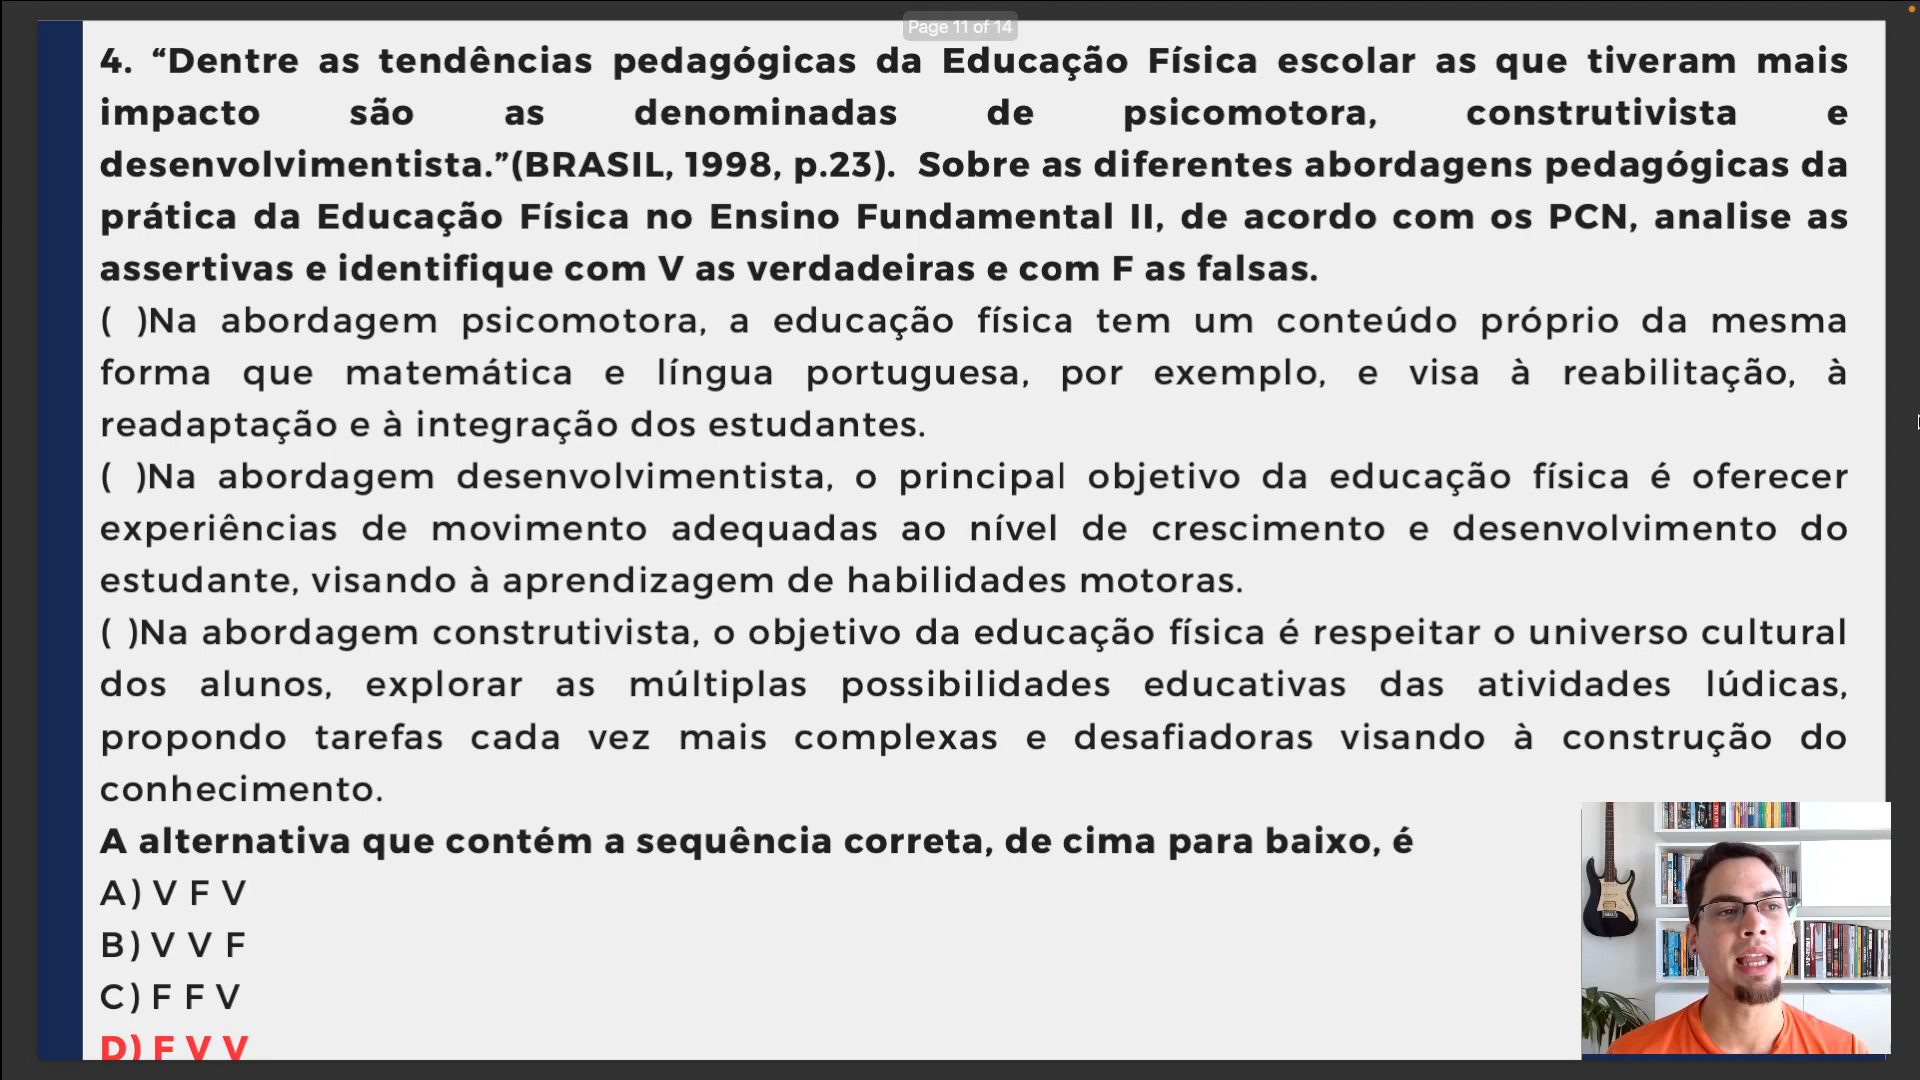 Page 11 of 14
4. “Dentre as tendências pedagógicas da Educação Física escolar as que tiveram mais
impacto são as denominadas de psicomotora, construtivista e
desenvolvimentista.”(BRASIL, 1998, p.23). Sobre as diferentes abordagens pedagógicas da
prática da Educação Física no Ensino Fundamental II, de acordo com os PCN, analise as
assertivas e identifique com V as verdadeiras e com F as falsas.
( )Na abordagem psicomotora, a educação física tem um conteúdo próprio da mesma
forma que matemática e língua portuguesa, por exemplo, e visa à reabilitação, à
readaptação e à integração dos estudantes.
( )Na abordagem desenvolvimentista, o principal objetivo da educação física é oferecer
experiências de movimento adequadas ao nível de crescimento e desenvolvimento do
estudante, visando à aprendizagem de habilidades motoras.
( )Na abordagem construtivista, o objetivo da educação física é respeitar o universo cultural
dos alunos, explorar as múltiplas possibilidades educativas das atividades lúdicas,
propondo tarefas cada vez mais complexas e desafiadoras visando à construção do
conhecimento.
A alternativa que contém a sequência correta, de cima para baixo, é
A) V F V
B) V V F
C) F F V
D) F V V